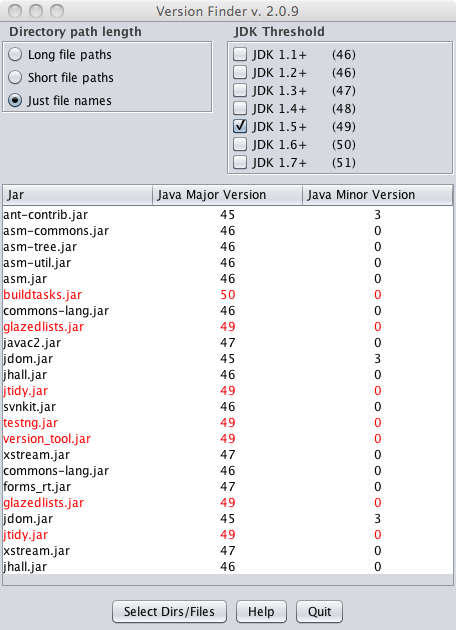 Version Finder v. 2.0.9
Directory path length
Long file paths
Short file paths
Just file names
JDK Threshold
JDK 1.1+ (46)
JDK 1.2+ (46)
JDK 1.3+ (47)
JDK 1.4+ (48)
JDK 1.5+ (49)
JDK 1.6+ (50)
JDK 1.7+ (51)
Jar Java Major Version Java Minor Version
ant-contrib.jar 45 3
asm-commons.jar 46 0
asm-tree.jar 46 0
asm-util.jar 46 0
asm.jar 46 0
buildtasks.jar 50 0
commons-lang.jar 46 0
glazedlists.jar 49 0
javac2.jar 47 0
jdom.jar 45 3
jhall.jar 46 0
jtidy.jar 49 0
svnkit.jar 46 0
testng.jar 49 0
version_tool.jar 49 0
xstream.jar 47 0
commons-lang.jar 46 0
forms_rt.jar 47 0
glazedlists.jar 49 0
jdom.jar 45 3
jtidy.jar 49 0
xstream.jar 47 0
jhall.jar 46 0
Select Dirs/Files Help Quit